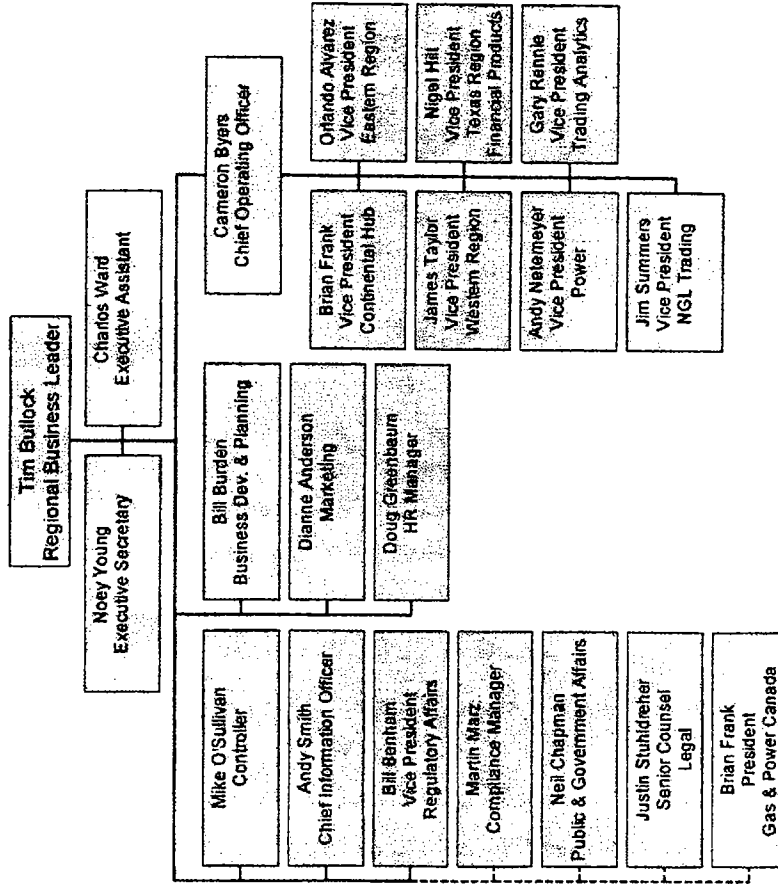 Tim Bullock
Regional Business Leader
Noey Young
Executive Secretary
Charlos Ward
Executive Assistant
Mike O'Sullivan
Controller
Andy Smith
Chief Information Officer
Bill Benham
Vice President
Regulatory Affairs
Martin Marz
Compliance Manager
Neil Chapman
Public & Government Affairs
Justin Stuhldreher
Senior Counsel
Legal
Brian Frank
President
Gas & Power Canada
Bill Burden
Business Dev. & Planning
Dianne Anderson
Marketing
Doug Greenbaum
HR Manager
Cameron Byers
Chief Operating Officer
Brian Frank
Vice President
Continental Hub
Orlando Alvarez
Vice President
Eastern Region
James Taylor
Vice President
Western Region
Nigel Hill
Vice President
Texas Region
Financial Products
Andy Netemeyer
Vice President
Power
Gary Rennie
Vice President
Trading Analytics
Jim Summers
Vice President
NGL Trading